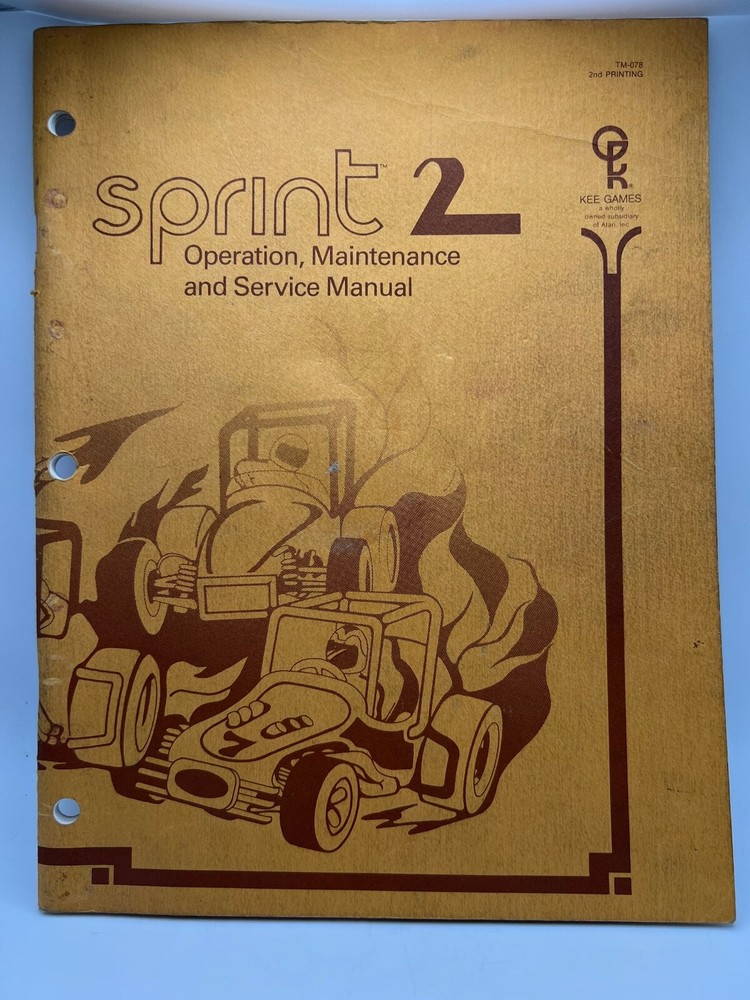 TM-078
2nd PRINTING
sprint™ 2
KEE GAMES
a wholly
owned subsidiary
of Atari, Inc.
Operation, Maintenance
and Service Manual